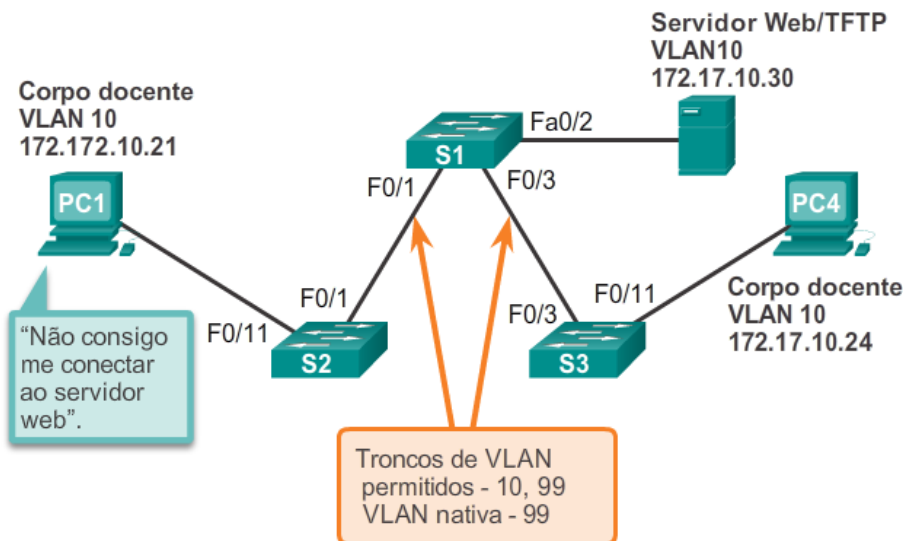 Servidor Web/TFTP
VLAN10
172.17.10.30
Corpo docente
VLAN 10
172.172.10.21
Fa0/2
S1
F0/1
F0/3
PC1
PC4
F0/1
F0/11
F0/3
F0/11
S2
S3
Corpo docente
VLAN 10
172.17.10.24
“Não consigo
me conectar
ao servidor
web”.
Troncos de VLAN
permitidos - 10, 99
VLAN nativa - 99